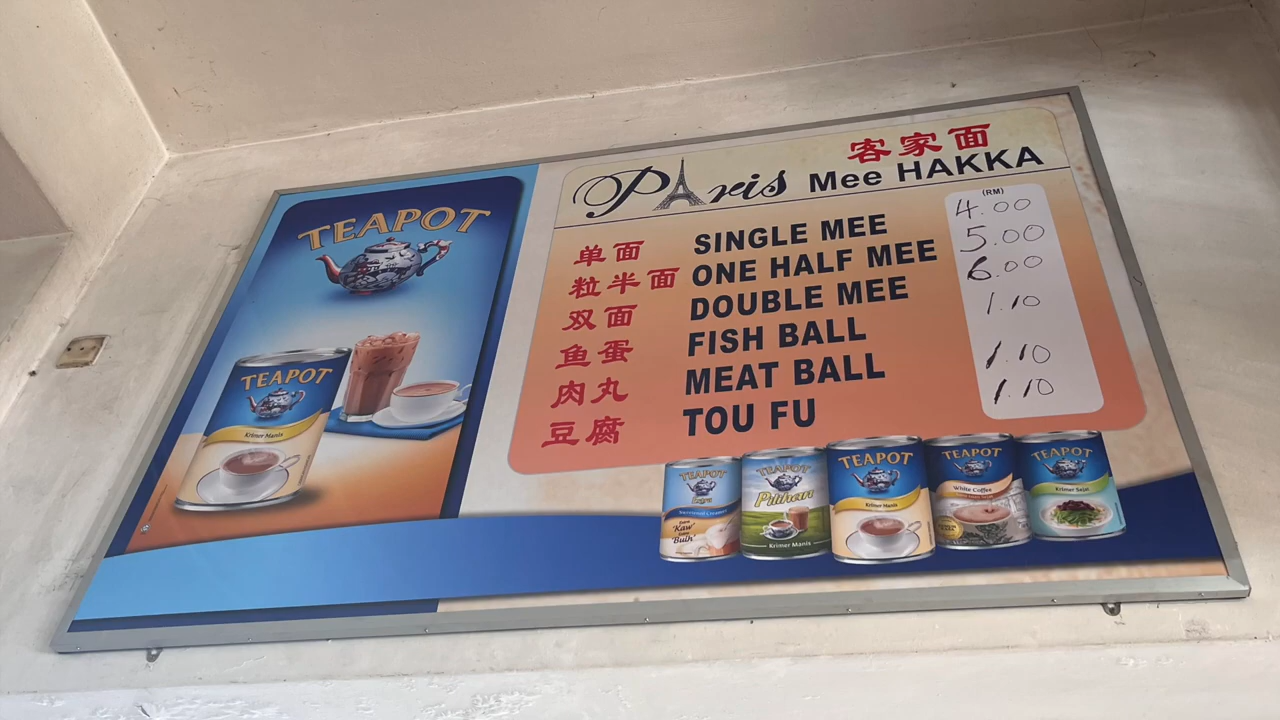 TEAPOT
TEAPOT
Krimer Manis
客家面
Paris Mee HAKKA
(RM)
单面 SINGLE MEE 4.00
粒半面 ONE HALF MEE 5.00
双面 DOUBLE MEE 6.00
鱼蛋 FISH BALL 1.10
肉丸 MEAT BALL 1.10
豆腐 TOU FU 1.10
TEAPOT
Sweetened Creamer
Kaw
Bulh
TEAPOT
Pilihan
Krimer Manis
TEAPOT
Krimer Manis
TEAPOT
White Coffee
TEAPOT
Krimer Sejat